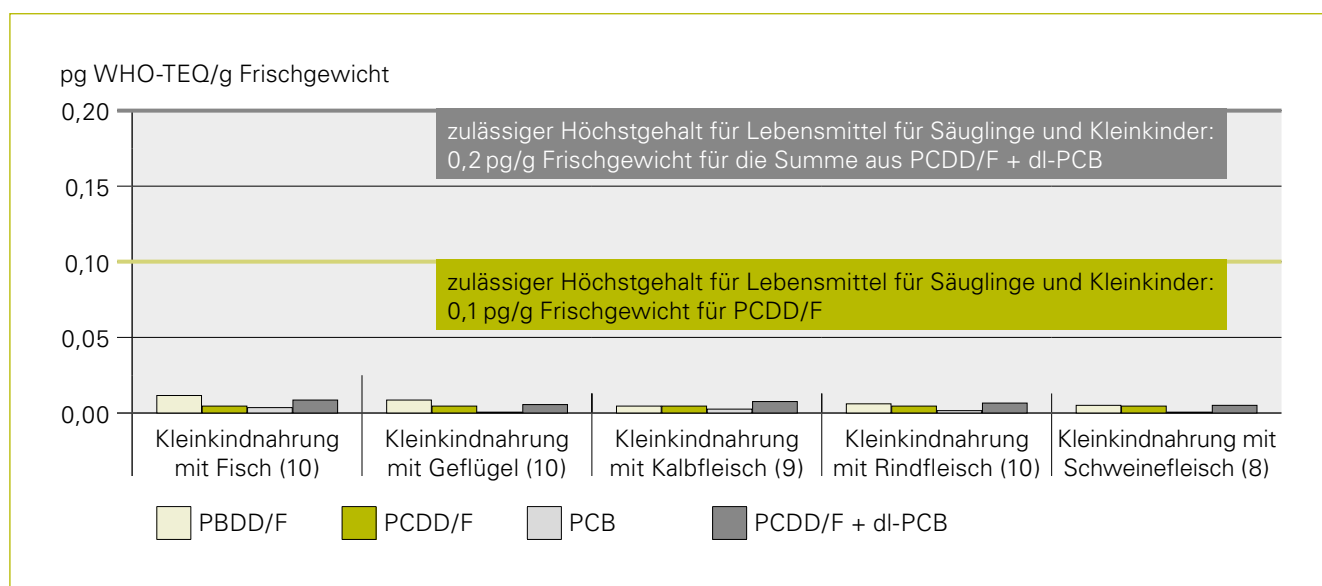 pg WHO-TEQ/g Frischgewicht
0,20
zulässiger Höchstgehalt für Lebensmittel für Säuglinge und Kleinkinder:
0,2 pg/g Frischgewicht für die Summe aus PCDD/F + dl-PCB
0,15
0,10
zulässiger Höchstgehalt für Lebensmittel für Säuglinge und Kleinkinder:
0,1 pg/g Frischgewicht für PCDD/F
0,05
0,00
Kleinkindnahrung
mit Fisch (10)
Kleinkindnahrung
mit Geflügel (10)
Kleinkindnahrung
mit Kalbfleisch (9)
Kleinkindnahrung
mit Rindfleisch (10)
Kleinkindnahrung mit
Schweinefleisch (8)
PBDD/F
PCDD/F
PCB
PCDD/F + dl-PCB